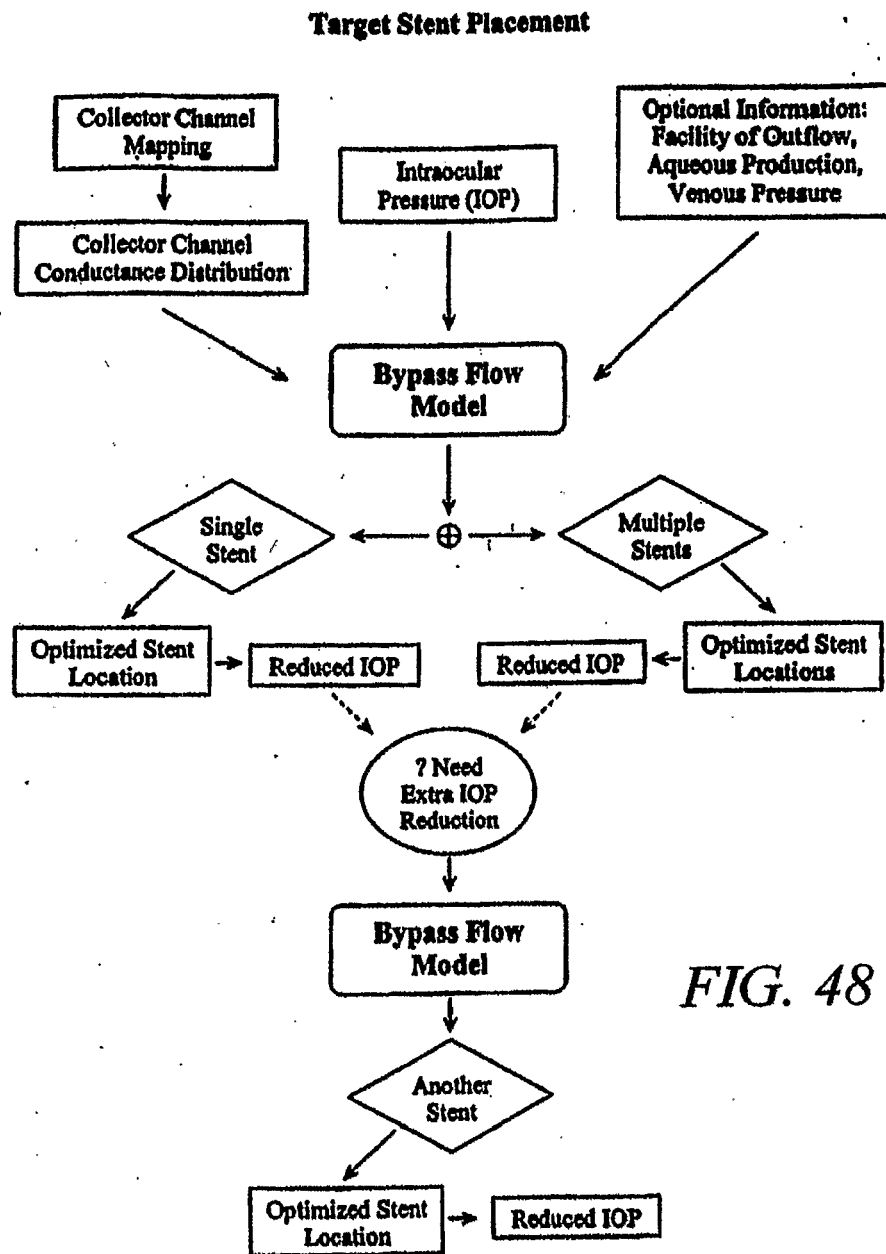 Target Stent Placement
Collector Channel
Mapping
Intraocular
Pressure (IOP)
Optional Information:
Facility of Outflow,
Aqueous Production,
Venous Pressure
Collector Channel
Conductance Distribution
Bypass Flow
Model
Single
Stent
Multiple
Stents
Optimized Stent
Location
Reduced IOP
Reduced IOP
Optimized Stent
Locations
? Need
Extra IOP
Reduction
Bypass Flow
Model
FIG. 48
Another
Stent
Optimized Stent
Location
Reduced IOP